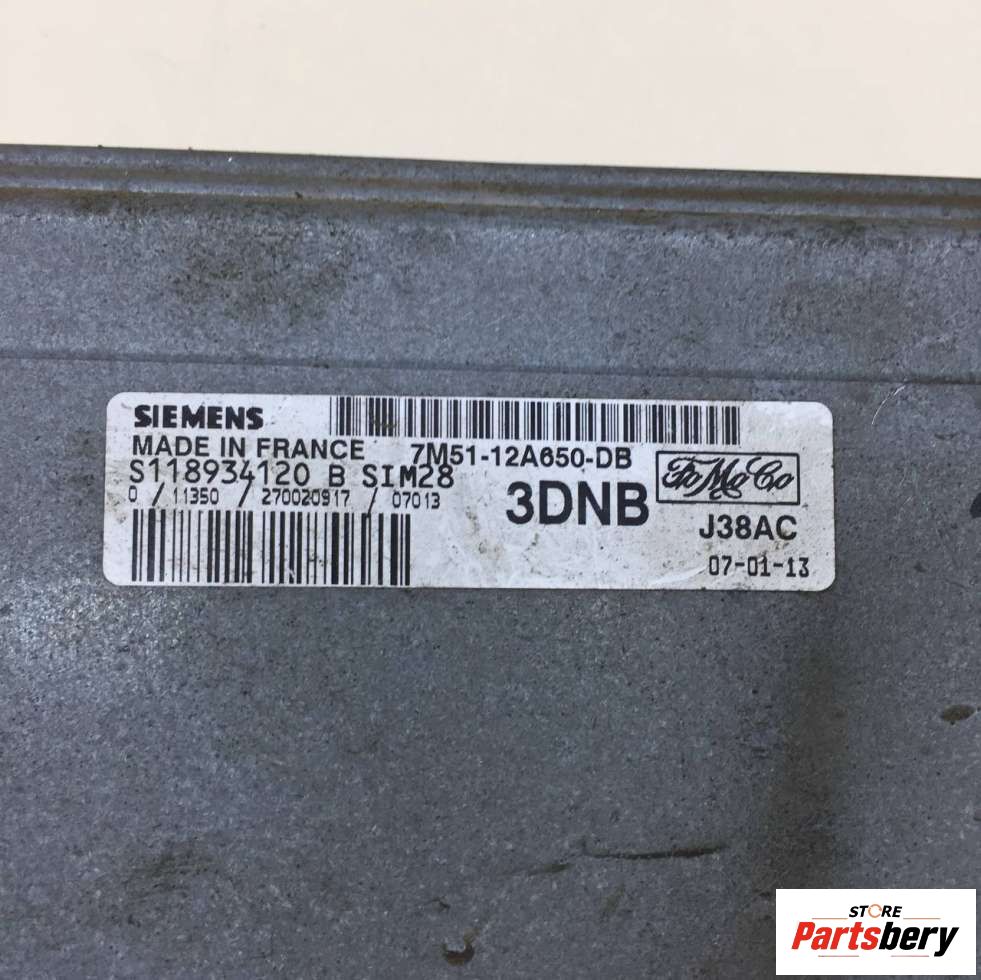 SIEMENS
MADE IN FRANCE 7M51-12A650-DB
S118934120 B SIM28
0 / 11350 / 270020917 / 07013
3DNB
FoMoCo
J38AC
07-01-13
STORE
Partsbery